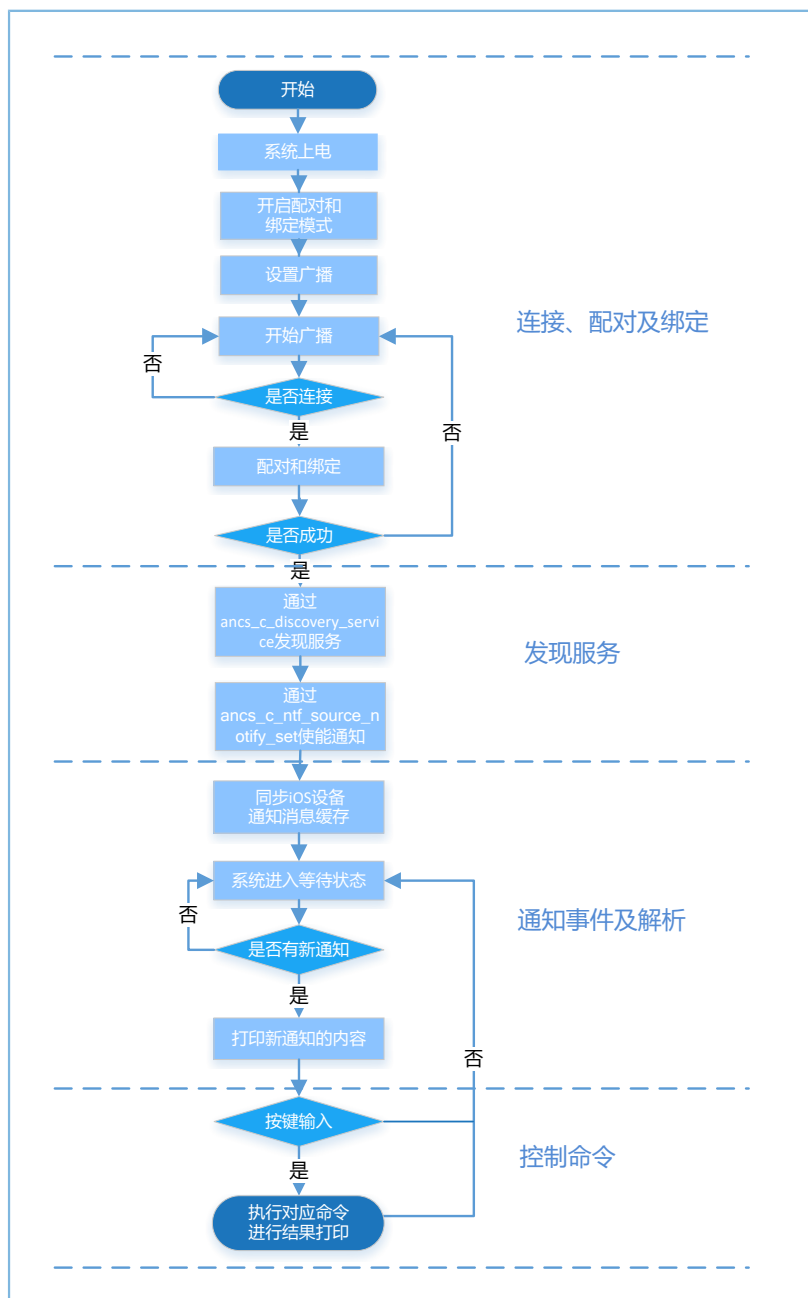 开始
系统上电
开启配对和
绑定模式
设置广播
开始广播
连接、配对及绑定
否
是否连接
是
否
配对和绑定
是否成功
是
通过
ancs_c_discovery_servi
ce发现服务
发现服务
通过
ancs_c_ntf_source_n
otify_set使能通知
同步iOS设备
通知消息缓存
系统进入等待状态
否
通知事件及解析
是否有新通知
是
打印新通知的内容
否
按键输入
控制命令
是
执行对应命令
进行结果打印